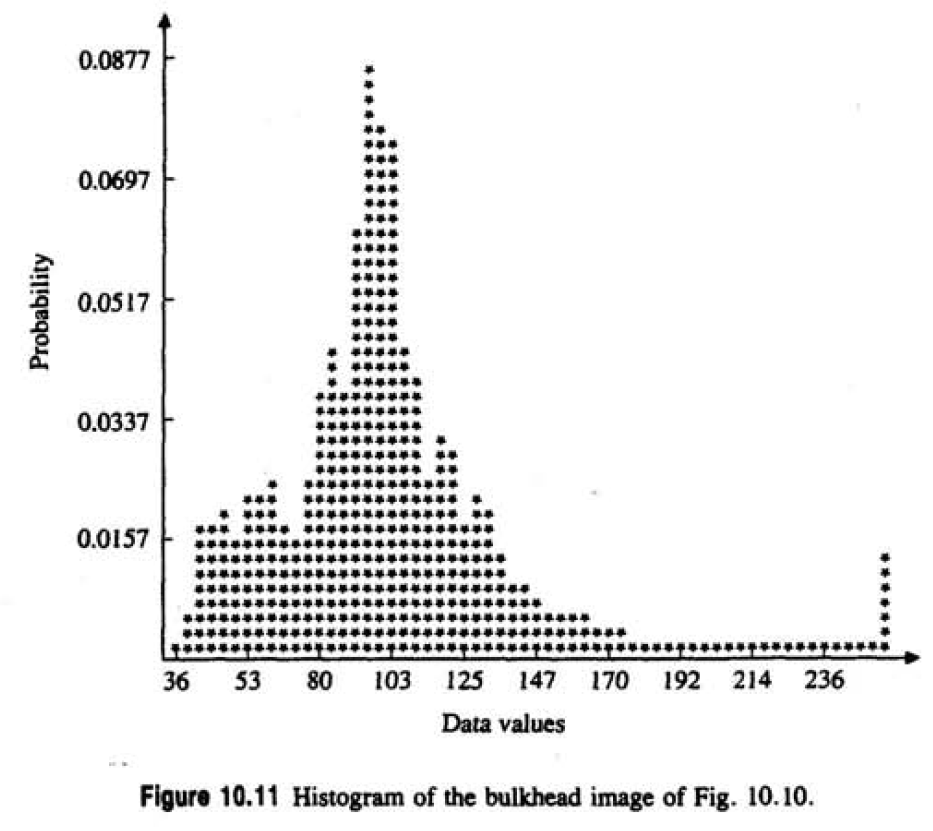 0.0877
0.0697
0.0517
0.0337
0.0157
Probability
36 53 80 103 125 147 170 192 214 236
Data values
Figure 10.11 Histogram of the bulkhead image of Fig. 10.10.